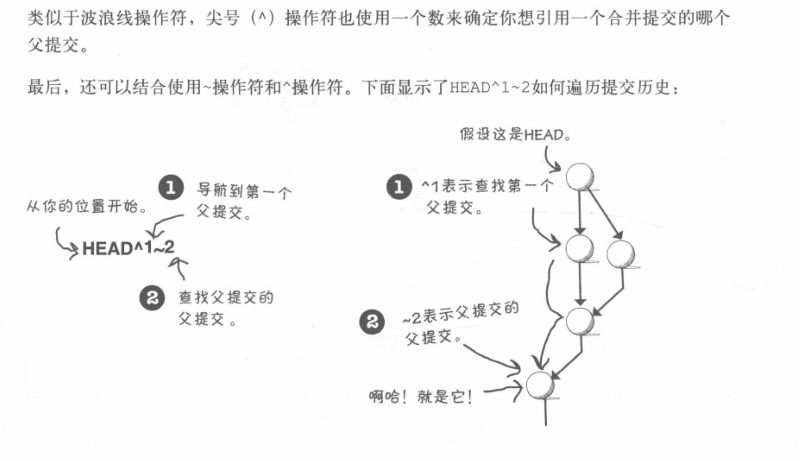 类似于波浪线操作符，尖号（^）操作符也使用一个数来确定你想引用一个合并提交的哪个
父提交。
最后，还可以结合使用~操作符和^操作符。下面显示了HEAD^1~2如何遍历提交历史：
假设这是HEAD。
1 导航到第一个
父提交。
从你的位置开始。
HEAD^1~2
2 查找父提交的
父提交。
1 ^1表示查找第一个
父提交。
2 ~2表示父提交的
父提交。
啊哈！就是它！